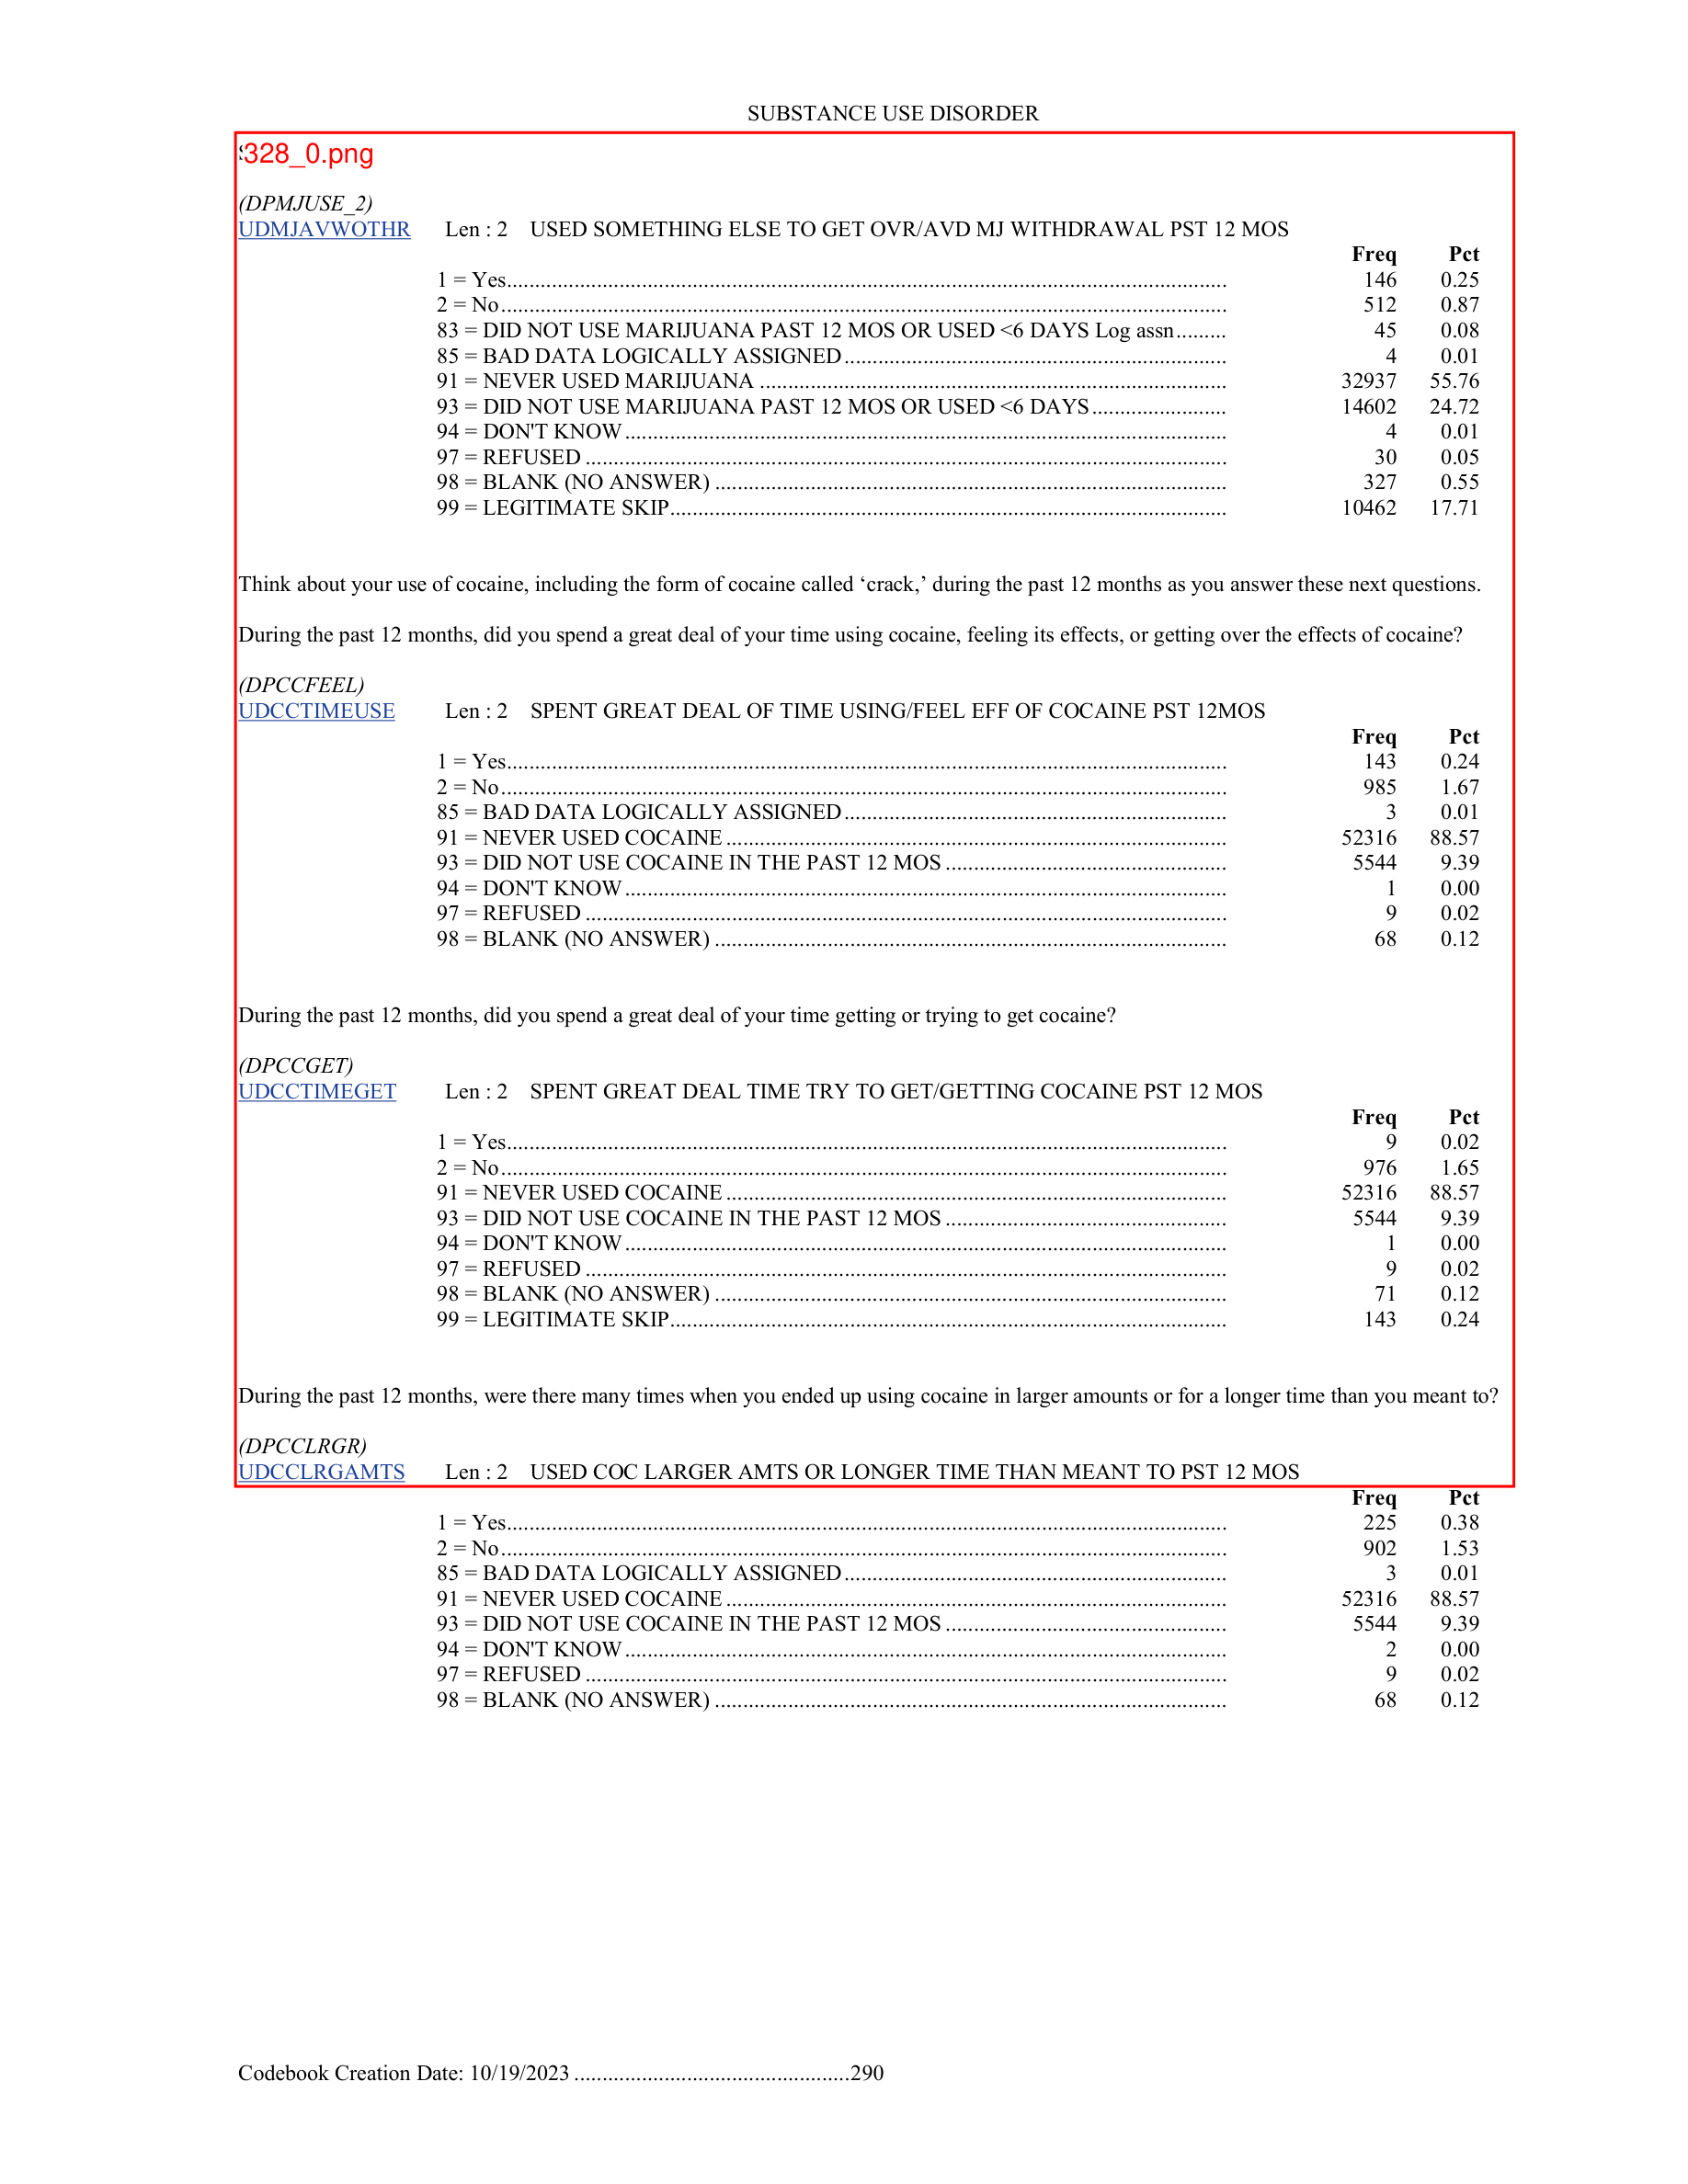 SUBSTANCE USE DISORDER
328_0.png
(DPMJUSE_2)
UDMJAVWOTHR Len : 2 USED SOMETHING ELSE TO GET OVR/AVD MJ WITHDRAWAL PST 12 MOS
Freq Pct
1 = Yes 146 0.25
2 = No 512 0.87
83 = DID NOT USE MARIJUANA PAST 12 MOS OR USED <6 DAYS Log assn 45 0.08
85 = BAD DATA LOGICALLY ASSIGNED 4 0.01
91 = NEVER USED MARIJUANA 32937 55.76
93 = DID NOT USE MARIJUANA PAST 12 MOS OR USED <6 DAYS 14602 24.72
94 = DON'T KNOW 4 0.01
97 = REFUSED 30 0.05
98 = BLANK (NO ANSWER) 327 0.55
99 = LEGITIMATE SKIP 10462 17.71
Think about your use of cocaine, including the form of cocaine called ‘crack,’ during the past 12 months as you answer these next questions.
During the past 12 months, did you spend a great deal of your time using cocaine, feeling its effects, or getting over the effects of cocaine?
(DPCCFEEL)
UDCCTIMEUSE Len : 2 SPENT GREAT DEAL OF TIME USING/FEEL EFF OF COCAINE PST 12MOS
Freq Pct
1 = Yes 143 0.24
2 = No 985 1.67
85 = BAD DATA LOGICALLY ASSIGNED 3 0.01
91 = NEVER USED COCAINE 52316 88.57
93 = DID NOT USE COCAINE IN THE PAST 12 MOS 5544 9.39
94 = DON'T KNOW 1 0.00
97 = REFUSED 9 0.02
98 = BLANK (NO ANSWER) 68 0.12
During the past 12 months, did you spend a great deal of your time getting or trying to get cocaine?
(DPCCGET)
UDCCTIMEGET Len : 2 SPENT GREAT DEAL TIME TRY TO GET/GETTING COCAINE PST 12 MOS
Freq Pct
1 = Yes 9 0.02
2 = No 976 1.65
91 = NEVER USED COCAINE 52316 88.57
93 = DID NOT USE COCAINE IN THE PAST 12 MOS 5544 9.39
94 = DON'T KNOW 1 0.00
97 = REFUSED 9 0.02
98 = BLANK (NO ANSWER) 71 0.12
99 = LEGITIMATE SKIP 143 0.24
During the past 12 months, were there many times when you ended up using cocaine in larger amounts or for a longer time than you meant to?
(DPCCLRGR)
UDCCLRGAMTS Len : 2 USED COC LARGER AMTS OR LONGER TIME THAN MEANT TO PST 12 MOS
Freq Pct
1 = Yes 225 0.38
2 = No 902 1.53
85 = BAD DATA LOGICALLY ASSIGNED 3 0.01
91 = NEVER USED COCAINE 52316 88.57
93 = DID NOT USE COCAINE IN THE PAST 12 MOS 5544 9.39
94 = DON'T KNOW 2 0.00
97 = REFUSED 9 0.02
98 = BLANK (NO ANSWER) 68 0.12
Codebook Creation Date: 10/19/2023 290